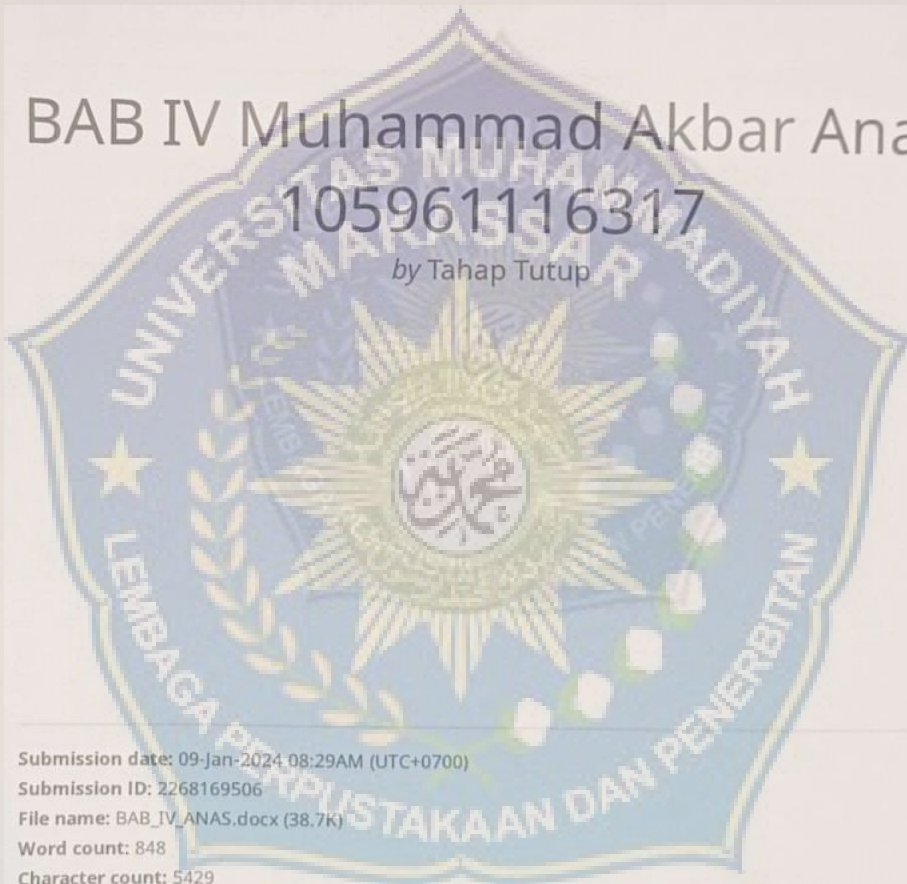 BAB IV Muhammad Akbar Ana
105961116317
by Tahap Tutup
UNIVERSITAS MUHAMMADIYAH
MAKASSAR
LEMBAGA PERPUSTAKAAN DAN PENERBITAN
Submission date: 09-Jan-2024 08:29AM (UTC+0700)
Submission ID: 2268169506
File name: BAB_IV_ANAS.docx (38.7K)
Word count: 848
Character count: 5429